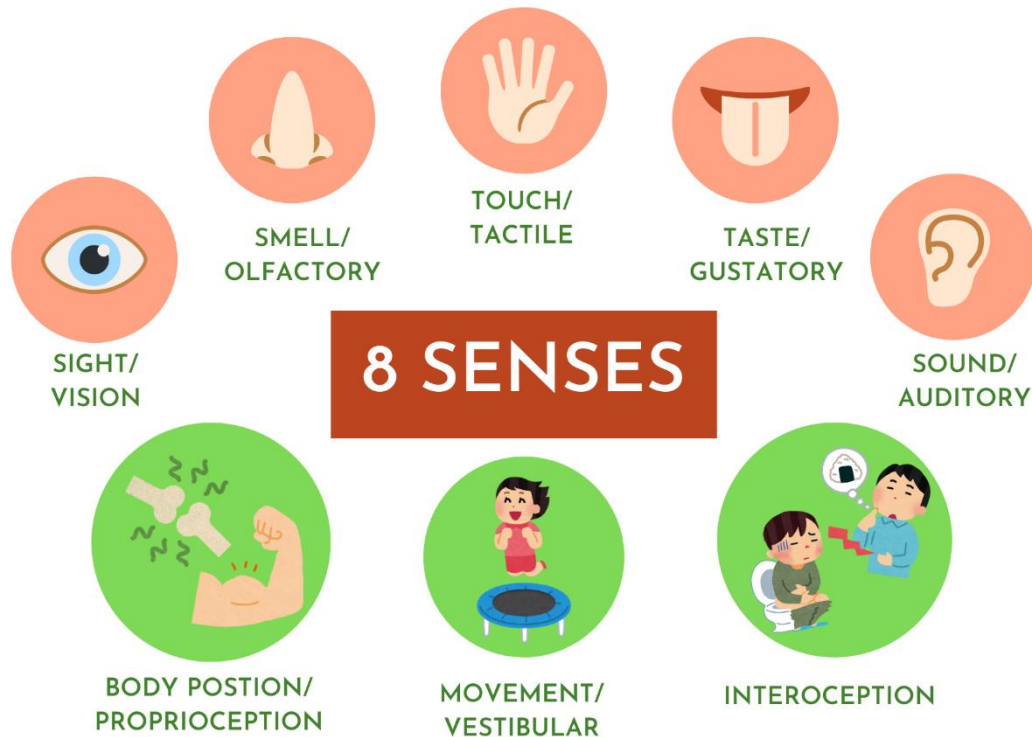 TOUCH/
TACTILE
SMELL/
OLFACTORY
TASTE/
GUSTATORY
SIGHT/
VISION
8 SENSES
SOUND/
AUDITORY
BODY POSTION/
PROPRIOCEPTION
MOVEMENT/
VESTIBULAR
INTEROCEPTION